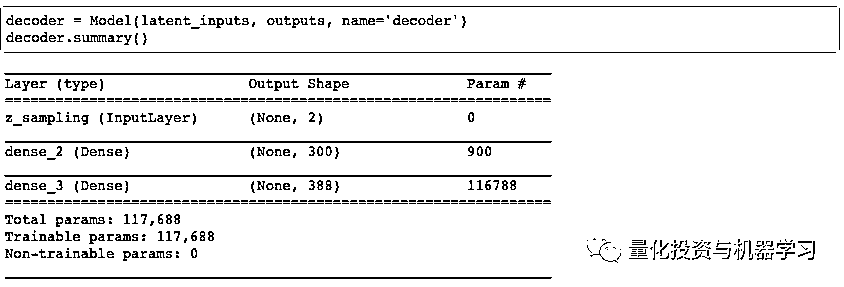 decoder = Model(latent_inputs, outputs, name='decoder')
decoder.summary()
Layer (type) Output Shape Param #
z_sampling (InputLayer) (None, 2) 0
dense_2 (Dense) (None, 300) 900
dense_3 (Dense) (None, 388) 116788
Total params: 117,688
Trainable params: 117,688
Non-trainable params: 0
量化投资与机器学习